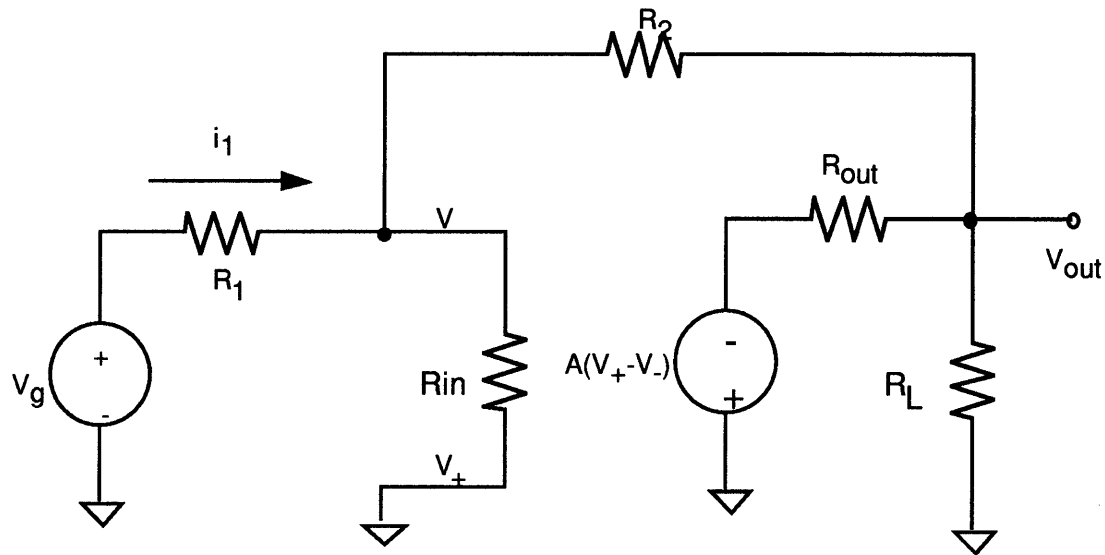 R2
i1
Rout
V
Vout
R1
+
Vg
-
Rin
A(V+-V-)
-
+
RL
V+